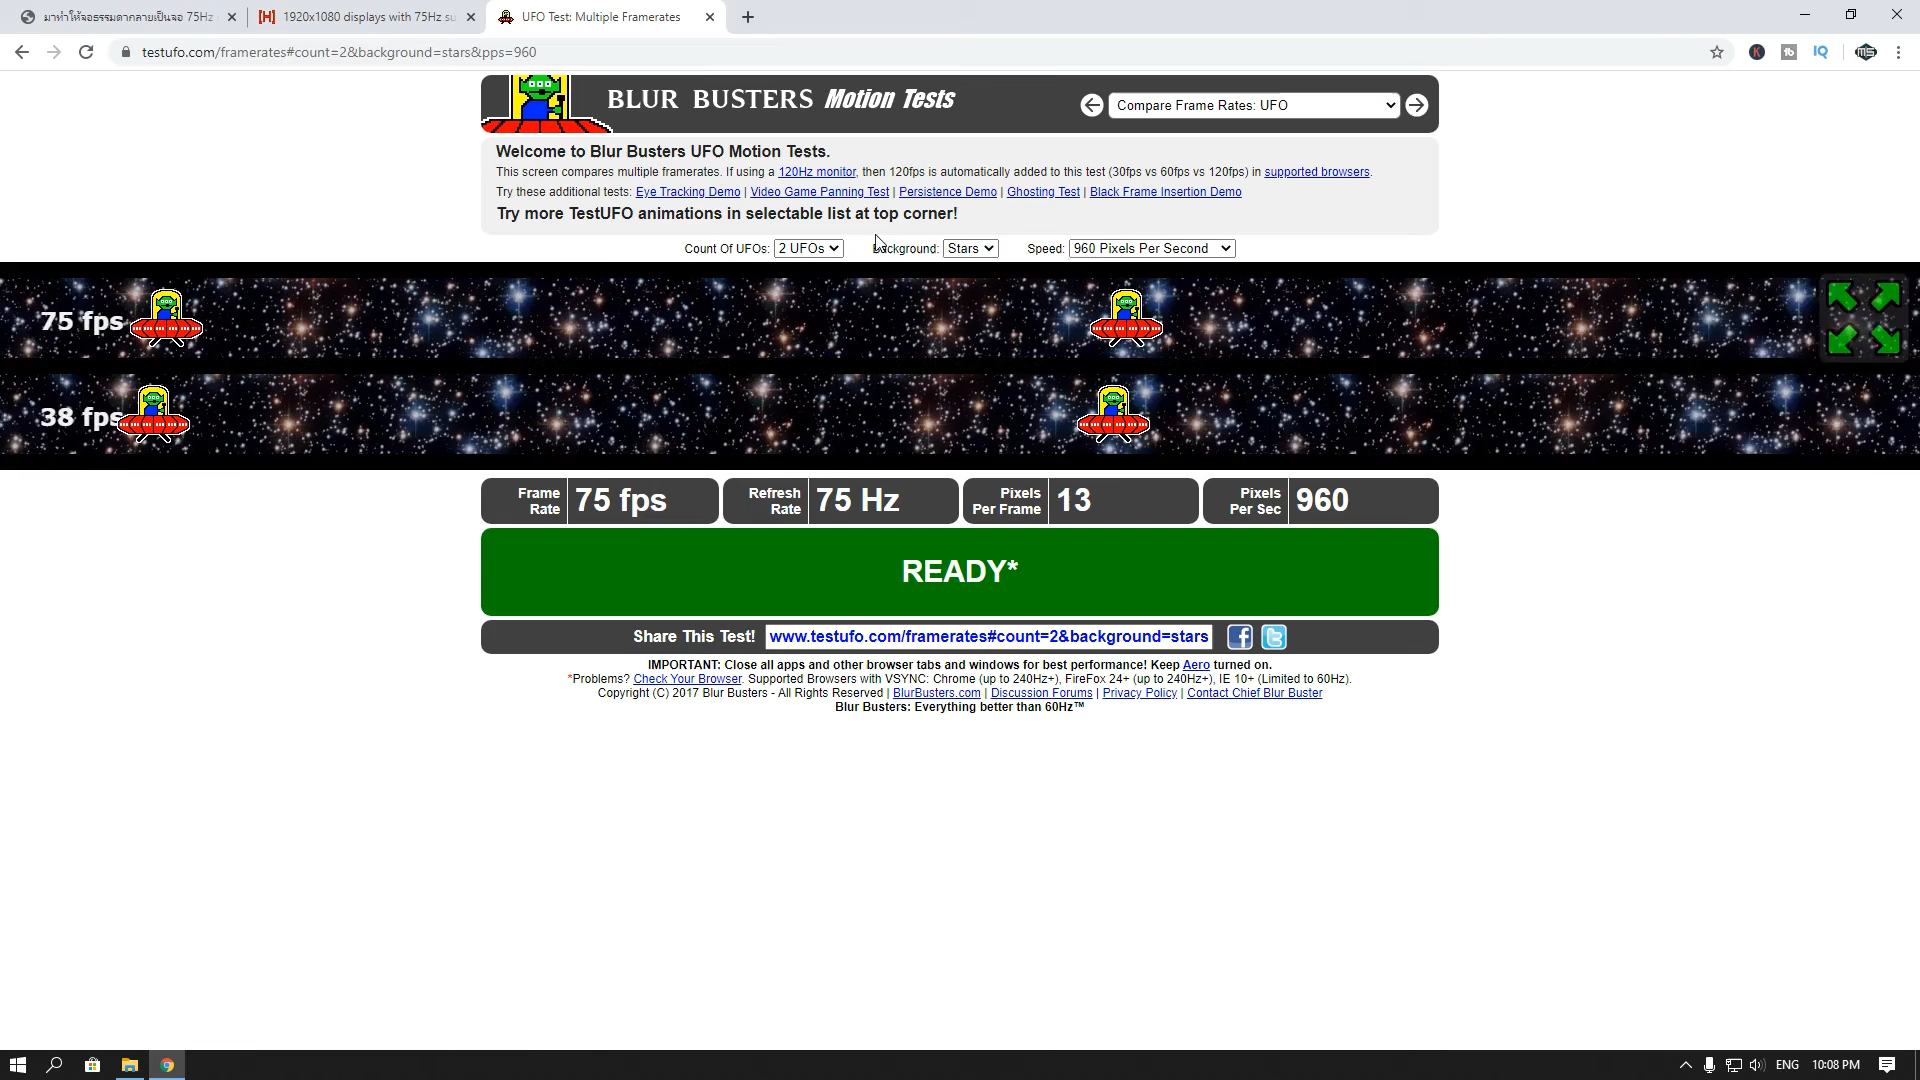 มาทำให้จอธรรมดากลายเป็นจอ 75Hz
[H] 1920x1080 displays with 75Hz su
UFO Test: Multiple Framerates
testufo.com/framerates#count=2&background=stars&pps=960
BLUR BUSTERS Motion Tests
Compare Frame Rates: UFO
Welcome to Blur Busters UFO Motion Tests.
This screen compares multiple framerates. If using a 120Hz monitor, then 120fps is automatically added to this test (30fps vs 60fps vs 120fps) in supported browsers.
Try these additional tests: Eye Tracking Demo | Video Game Panning Test | Persistence Demo | Ghosting Test | Black Frame Insertion Demo
Try more TestUFO animations in selectable list at top corner!
Count Of UFOs: 2 UFOs Background: Stars Speed: 960 Pixels Per Second
75 fps
38 fps
Frame Rate 75 fps
Refresh Rate 75 Hz
Pixels Per Frame 13
Pixels Per Sec 960
READY*
Share This Test! www.testufo.com/framerates#count=2&background=stars
IMPORTANT: Close all apps and other browser tabs and windows for best performance! Keep Aero turned on.
*Problems? Check Your Browser. Supported Browsers with VSYNC: Chrome (up to 240Hz+), FireFox 24+ (up to 240Hz+), IE 10+ (Limited to 60Hz).
Copyright (C) 2017 Blur Busters - All Rights Reserved | BlurBusters.com | Discussion Forums | Privacy Policy | Contact Chief Blur Buster
Blur Busters: Everything better than 60Hz™
ENG 10:08 PM